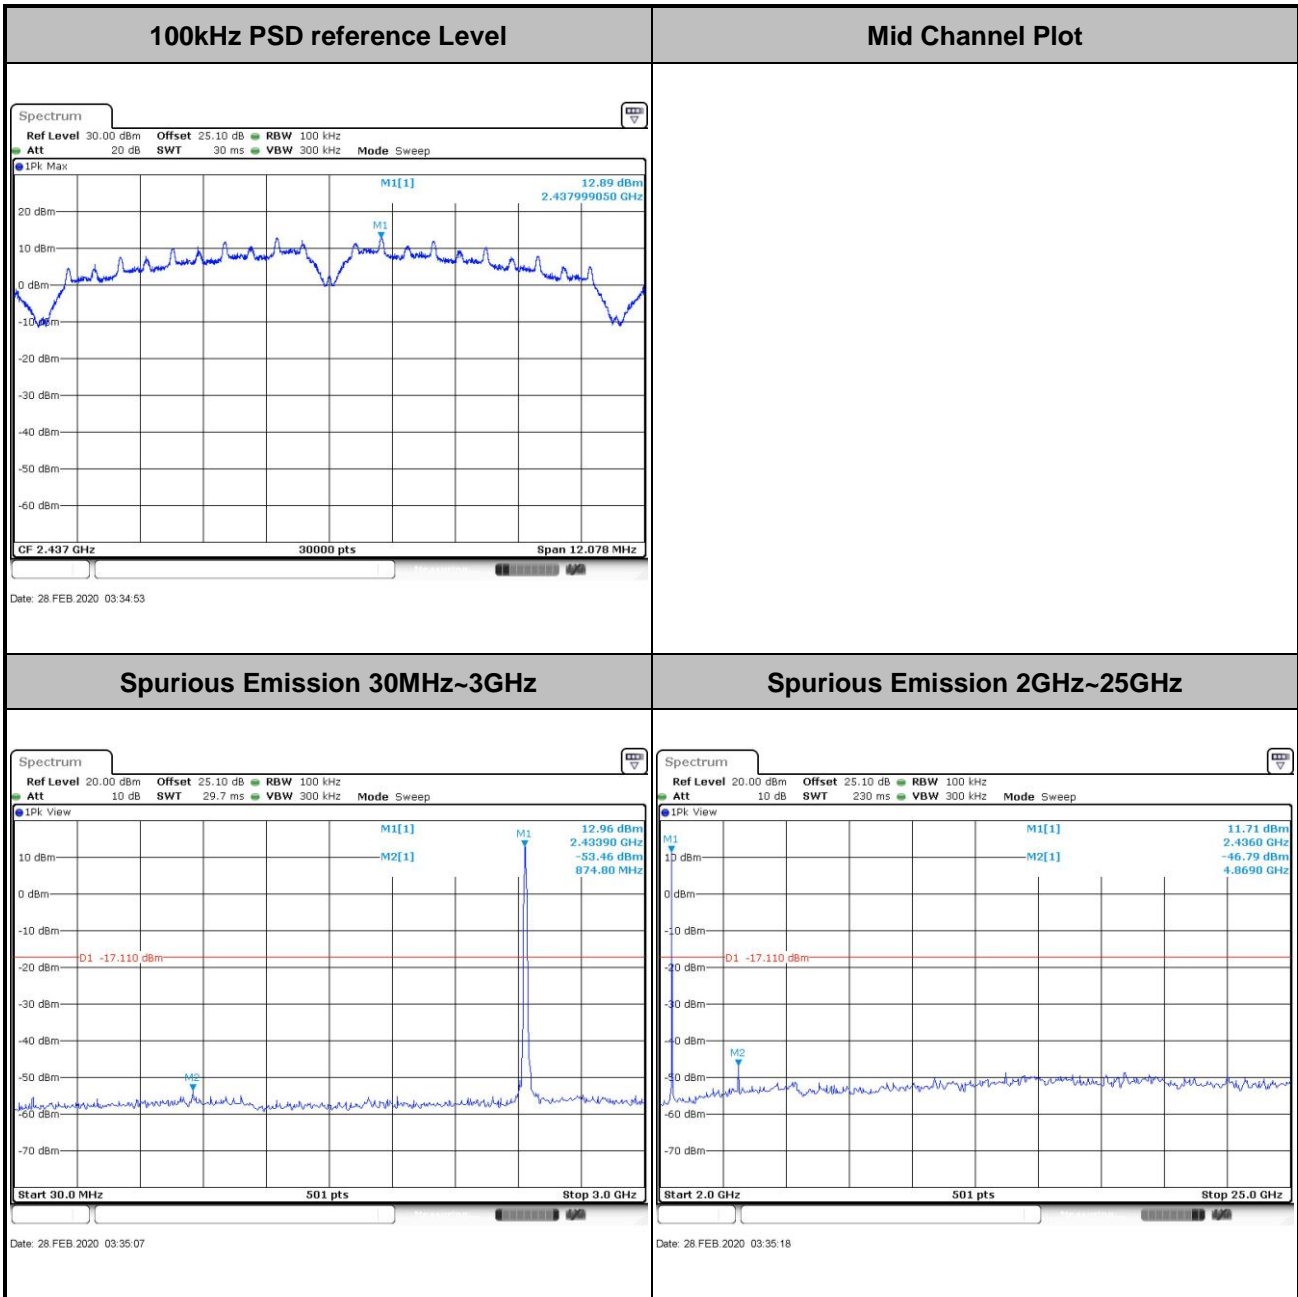 100kHz PSD reference Level
Mid Channel Plot
Spectrum
Ref Level 30.00 dBm Offset 25.10 dB RBW 100 kHz
Att 20 dB SWT 30 ms VBW 300 kHz Mode Sweep
1Pk Max
M1[1] 12.89 dBm
2.437999050 GHz
M1
20 dBm
10 dBm
0 dBm
-10 dBm
-20 dBm
-30 dBm
-40 dBm
-50 dBm
-60 dBm
CF 2.437 GHz 30000 pts Span 12.078 MHz
Date: 28.FEB.2020 03:34:53
Spurious Emission 30MHz~3GHz
Spurious Emission 2GHz~25GHz
Spectrum
Ref Level 20.00 dBm Offset 25.10 dB RBW 100 kHz
Att 10 dB SWT 29.7 ms VBW 300 kHz Mode Sweep
1Pk View
M1[1] 12.96 dBm
2.43390 GHz
M2[1] -53.46 dBm
874.80 MHz
M1
10 dBm
0 dBm
-10 dBm
D1 -17.110 dBm
-20 dBm
-30 dBm
-40 dBm
-50 dBm
M2
-60 dBm
-70 dBm
Start 30.0 MHz 501 pts Stop 3.0 GHz
Date: 28.FEB.2020 03:35:07
Spectrum
Ref Level 20.00 dBm Offset 25.10 dB RBW 100 kHz
Att 10 dB SWT 230 ms VBW 300 kHz Mode Sweep
1Pk View
M1[1] 11.71 dBm
2.4360 GHz
M2[1] -46.79 dBm
4.8690 GHz
M1
10 dBm
0 dBm
-10 dBm
D1 -17.110 dBm
-20 dBm
-30 dBm
-40 dBm
M2
-50 dBm
-60 dBm
-70 dBm
Start 2.0 GHz 501 pts Stop 25.0 GHz
Date: 28.FEB.2020 03:35:18